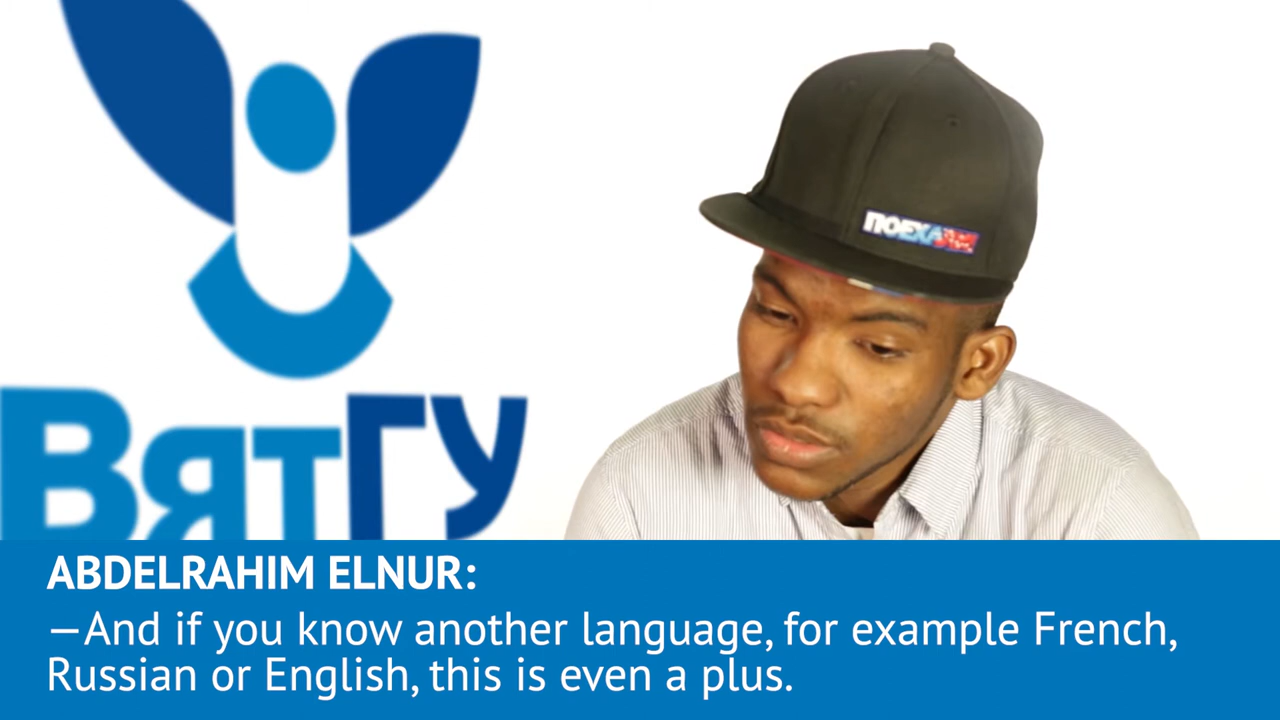 ПОЕХАЛИ
ВятГУ
ABDELRAHIM ELNUR:
—And if you know another language, for example French,
Russian or English, this is even a plus.